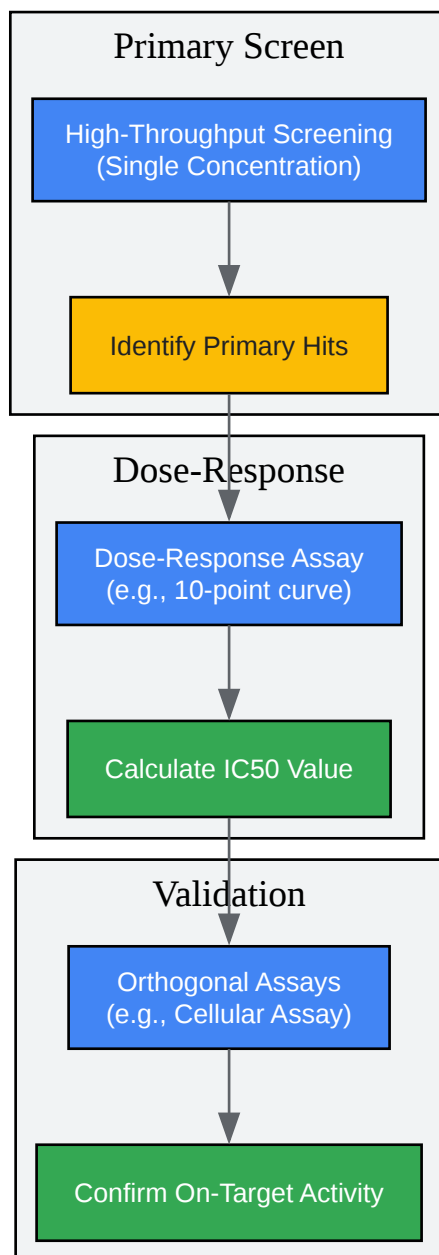 Primary Screen
High-Throughput Screening
(Single Concentration)
Identify Primary Hits
Dose-Response
Dose-Response Assay
(e.g., 10-point curve)
Calculate IC50 Value
Validation
Orthogonal Assays
(e.g., Cellular Assay)
Confirm On-Target Activity